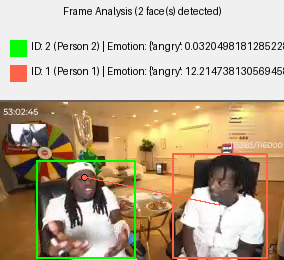 Frame Analysis (2 face(s) detected)
ID: 2 (Person 2) | Emotion: {'angry': 0.0320498181285228
ID: 1 (Person 1) | Emotion: {'angry': 12.214738130569458
53:02:45
/116000